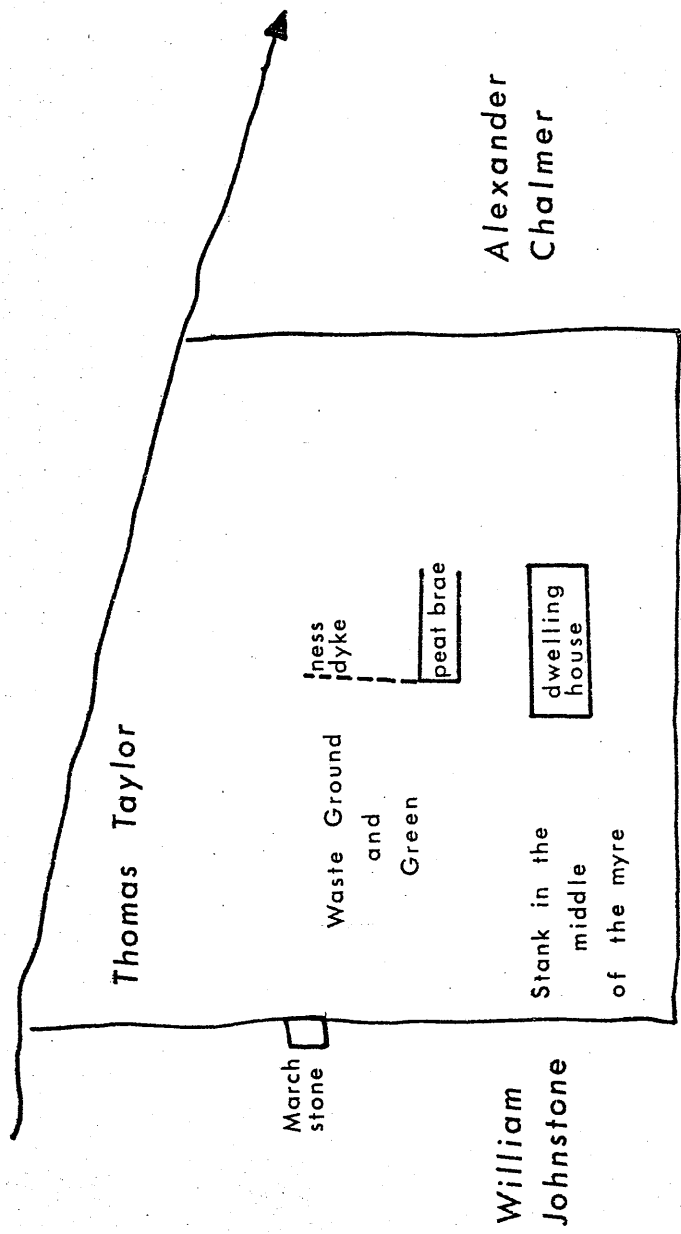 Thomas Taylor
March
stone
ness
dyke
Waste Ground
and
Green
peat brae
Stank in the
middle
of the myre
dwelling
house
William
Johnstone
Alexander
Chalmer